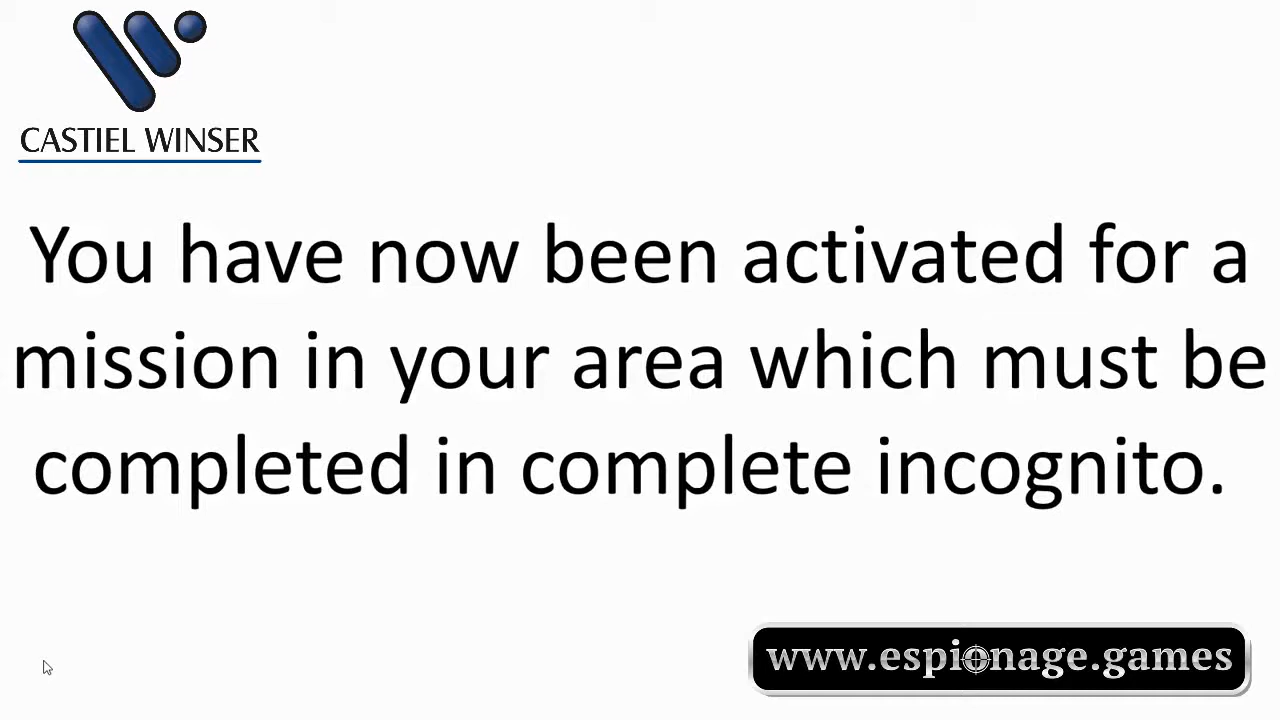 CASTIEL WINSER
You have now been activated for a
mission in your area which must be
completed in complete incognito.
www.espionage.games